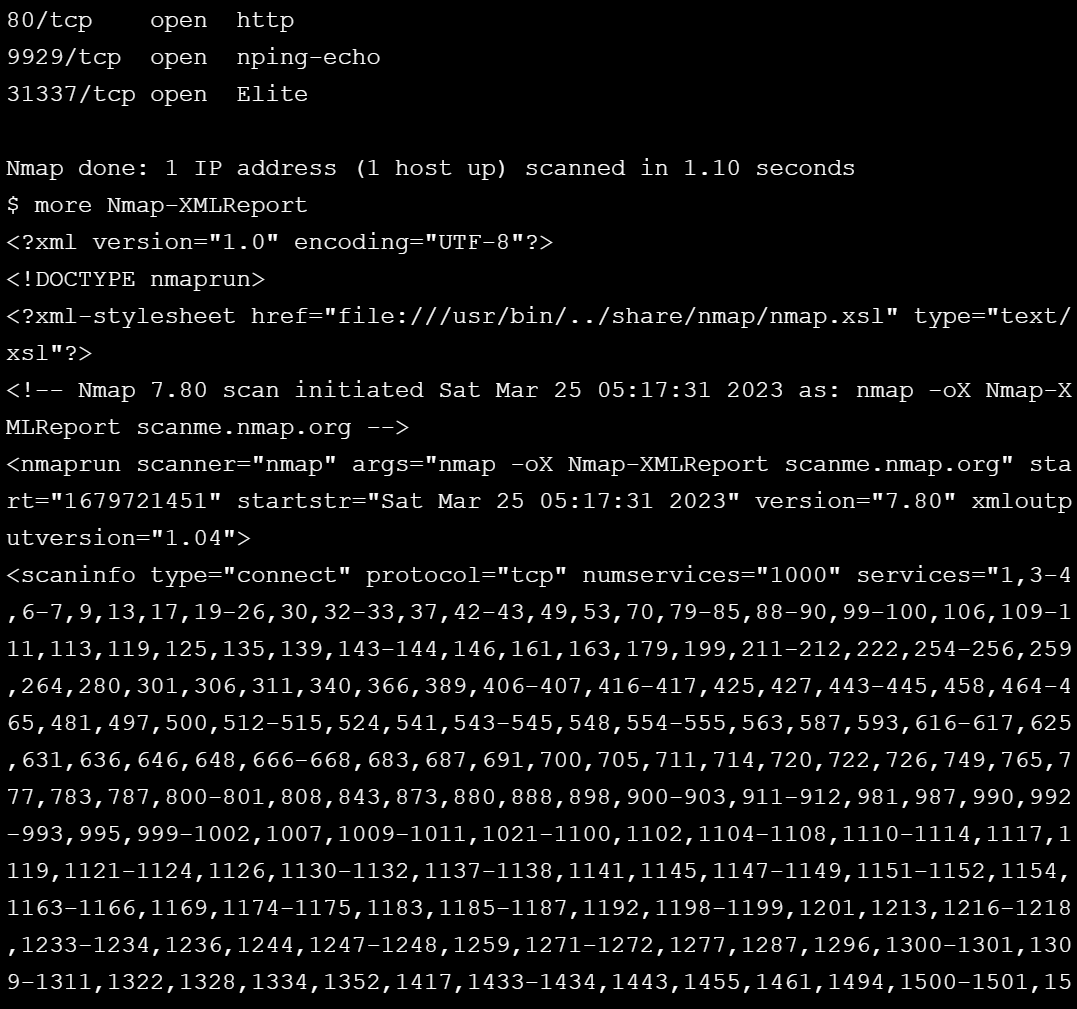 80/tcp    open  http
9929/tcp  open  nping-echo
31337/tcp open  Elite

Nmap done: 1 IP address (1 host up) scanned in 1.10 seconds
$ more Nmap-XMLReport
<?xml version="1.0" encoding="UTF-8"?>
<!DOCTYPE nmaprun>
<?xml-stylesheet href="file:///usr/bin/../share/nmap/nmap.xsl" type="text/
xsl"?>
<!-- Nmap 7.80 scan initiated Sat Mar 25 05:17:31 2023 as: nmap -oX Nmap-X
MLReport scanme.nmap.org -->
<nmaprun scanner="nmap" args="nmap -oX Nmap-XMLReport scanme.nmap.org" sta
rt="1679721451" startstr="Sat Mar 25 05:17:31 2023" version="7.80" xmloutp
utversion="1.04">
<scaninfo type="connect" protocol="tcp" numservices="1000" services="1,3-4
,6-7,9,13,17,19-26,30,32-33,37,42-43,49,53,70,79-85,88-90,99-100,106,109-1
11,113,119,125,135,139,143-144,146,161,163,179,199,211-212,222,254-256,259
,264,280,301,306,311,340,366,389,406-407,416-417,425,427,443-445,458,464-4
65,481,497,500,512-515,524,541,543-545,548,554-555,563,587,593,616-617,625
,631,636,646,648,666-668,683,687,691,700,705,711,714,720,722,726,749,765,7
77,783,787,800-801,808,843,873,880,888,898,900-903,911-912,981,987,990,992
-993,995,999-1002,1007,1009-1011,1021-1100,1102,1104-1108,1110-1114,1117,1
119,1121-1124,1126,1130-1132,1137-1138,1141,1145,1147-1149,1151-1152,1154,
1163-1166,1169,1174-1175,1183,1185-1187,1192,1198-1199,1201,1213,1216-1218
,1233-1234,1236,1244,1247-1248,1259,1271-1272,1277,1287,1296,1300-1301,130
9-1311,1322,1328,1334,1352,1417,1433-1434,1443,1455,1461,1494,1500-1501,15